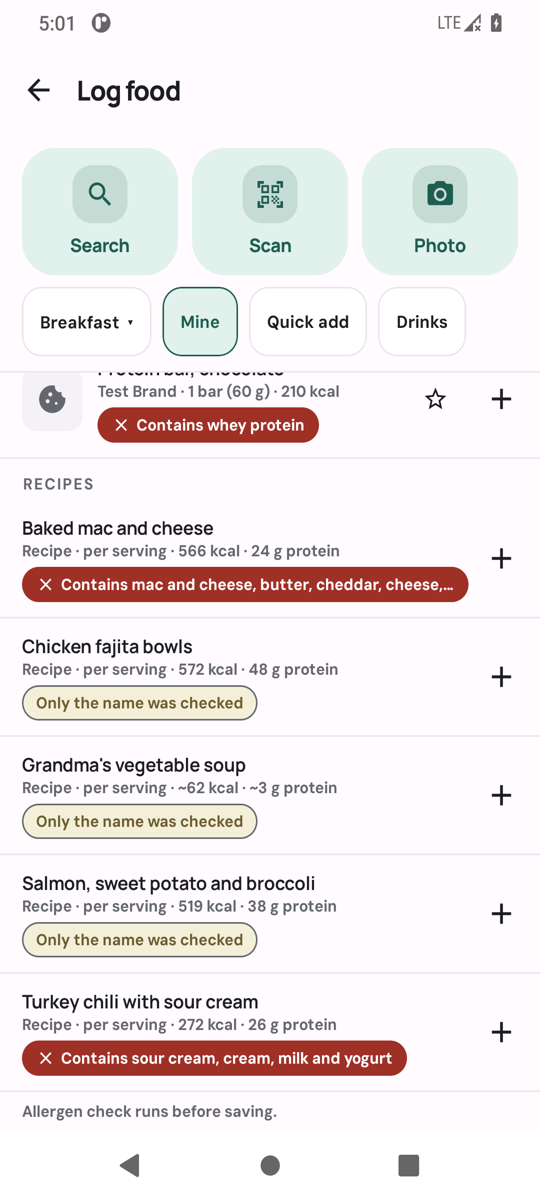 5:01
LTE
Log food
Search
Scan
Photo
Breakfast ▾
Mine
Quick add
Drinks
Protein bar, chocolate
Test Brand · 1 bar (60 g) · 210 kcal
Contains whey protein
RECIPES
Baked mac and cheese
Recipe · per serving · 566 kcal · 24 g protein
Contains mac and cheese, butter, cheddar, cheese,…
Chicken fajita bowls
Recipe · per serving · 572 kcal · 48 g protein
Only the name was checked
Grandma's vegetable soup
Recipe · per serving · ~62 kcal · ~3 g protein
Only the name was checked
Salmon, sweet potato and broccoli
Recipe · per serving · 519 kcal · 38 g protein
Only the name was checked
Turkey chili with sour cream
Recipe · per serving · 272 kcal · 26 g protein
Contains sour cream, cream, milk and yogurt
Allergen check runs before saving.